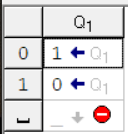 Q₁
0 1 ← Q₁
1 0 ← Q₁
⎵ _ ↓ ⛔